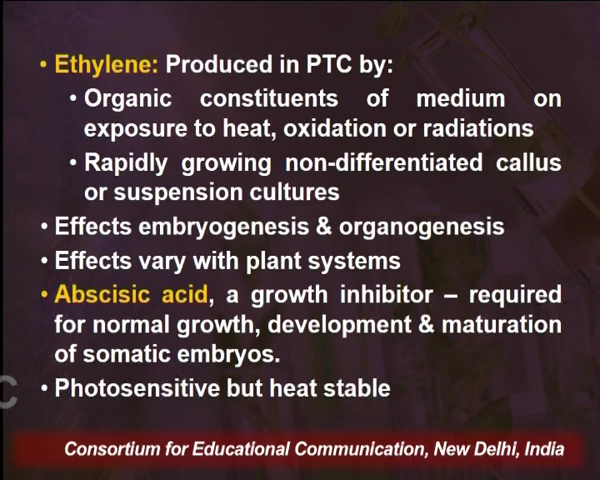 • Ethylene: Produced in PTC by:
• Organic constituents of medium on
exposure to heat, oxidation or radiations
• Rapidly growing non-differentiated callus
or suspension cultures
• Effects embryogenesis & organogenesis
• Effects vary with plant systems
• Abscisic acid, a growth inhibitor – required
for normal growth, development & maturation
of somatic embryos.
C
• Photosensitive but heat stable
Consortium for Educational Communication, New Delhi, India